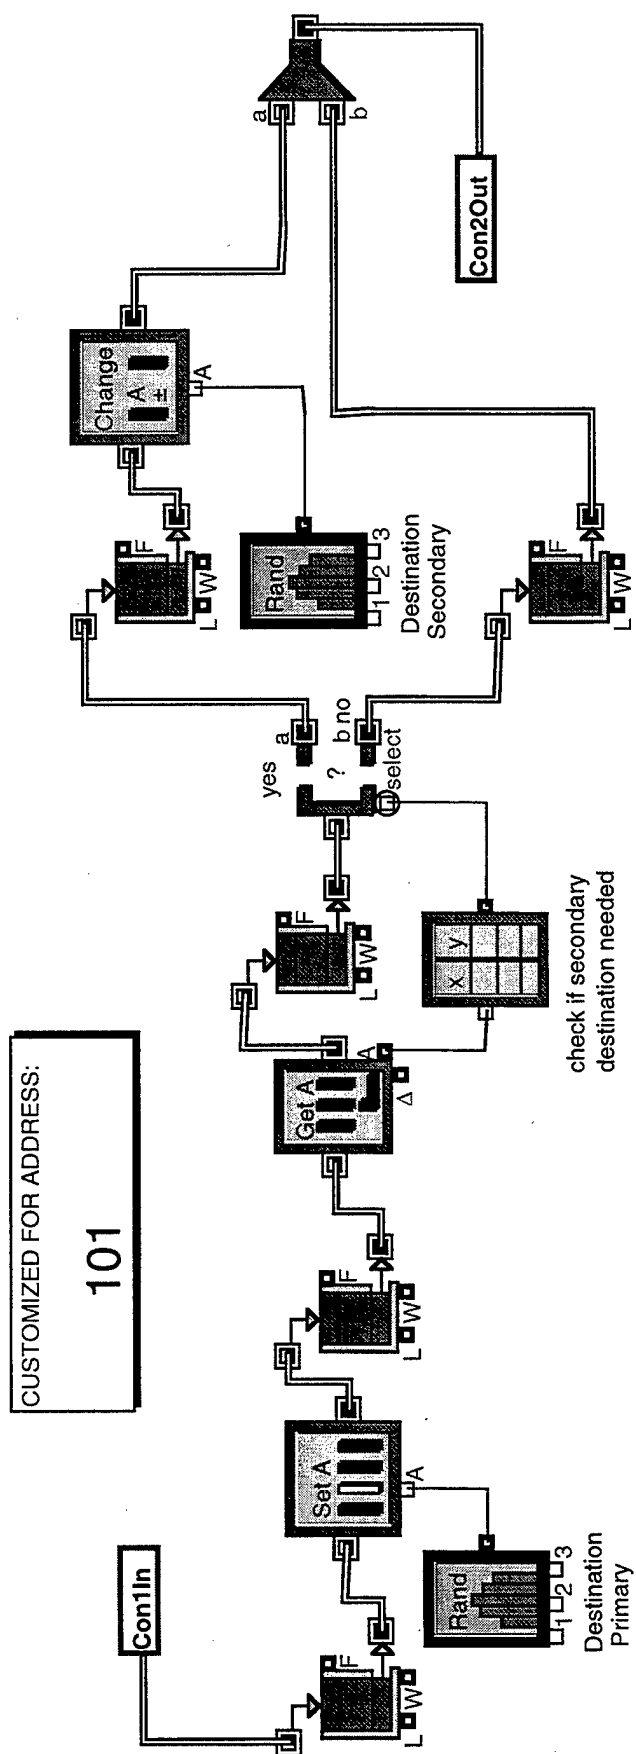 CUSTOMIZED FOR ADDRESS:
101
Con1In
F
L W
Rand
1 2 3
Destination
Primary
Set A
A
F
L W
Get A
A
Δ
F
L W
x y
check if secondary
destination needed
yes
a
?
b no
select
F
L W
Rand
1 2 3
Destination
Secondary
Change
A
±
A
F
L W
a
b
Con2Out